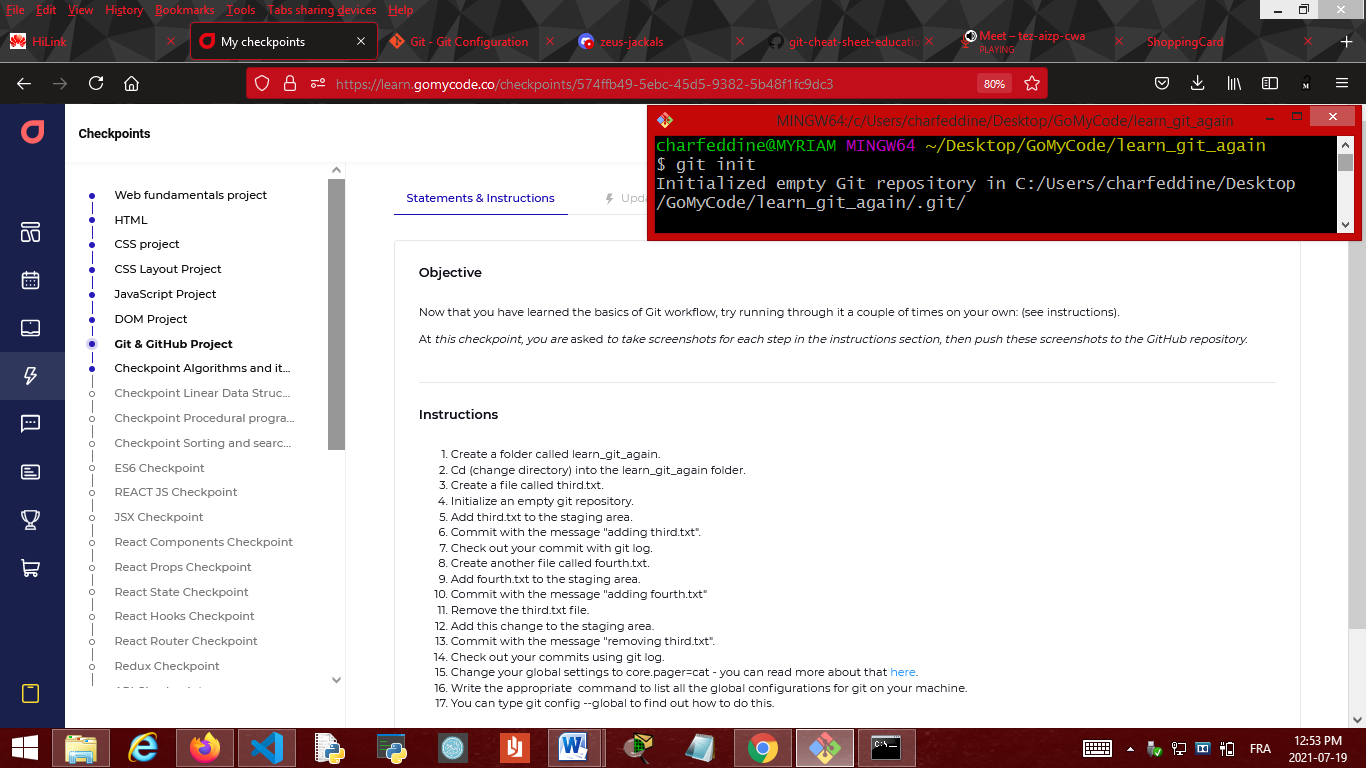 File Edit View History Bookmarks Tools Tabs sharing devices Help
HiLink
My checkpoints
Git - Git Configuration
zeus-jackals
git-cheat-sheet-educatio
Meet – tez-aizp-cwa
PLAYING
ShoppingCard
https://learn.gomycode.co/checkpoints/574ffb49-5ebc-45d5-9382-5b48f1fc9dc3
80%
Checkpoints
MINGW64:/c/Users/charfeddine/Desktop/GoMyCode/learn_git_again
charfeddine@MYRIAM MINGW64 ~/Desktop/GoMyCode/learn_git_again
$ git init
Initialized empty Git repository in C:/Users/charfeddine/Desktop
/GoMyCode/learn_git_again/.git/
Web fundamentals project
HTML
CSS project
CSS Layout Project
JavaScript Project
DOM Project
Git & GitHub Project
Checkpoint Algorithms and it...
Checkpoint Linear Data Struc...
Checkpoint Procedural progra...
Checkpoint Sorting and searc...
ES6 Checkpoint
REACT JS Checkpoint
JSX Checkpoint
React Components Checkpoint
React Props Checkpoint
React State Checkpoint
React Hooks Checkpoint
React Router Checkpoint
Redux Checkpoint
Statements & Instructions
Objective
Now that you have learned the basics of Git workflow, try running through it a couple of times on your own: (see instructions).
At this checkpoint, you are asked to take screenshots for each step in the instructions section, then push these screenshots to the GitHub repository.
Instructions
1. Create a folder called learn_git_again.
2. Cd (change directory) into the learn_git_again folder.
3. Create a file called third.txt.
4. Initialize an empty git repository.
5. Add third.txt to the staging area.
6. Commit with the message "adding third.txt".
7. Check out your commit with git log.
8. Create another file called fourth.txt.
9. Add fourth.txt to the staging area.
10. Commit with the message "adding fourth.txt"
11. Remove the third.txt file.
12. Add this change to the staging area.
13. Commit with the message "removing third.txt".
14. Check out your commits using git log.
15. Change your global settings to core.pager=cat - you can read more about that here.
16. Write the appropriate command to list all the global configurations for git on your machine.
17. You can type git config --global to find out how to do this.
FRA
12:53 PM
2021-07-19